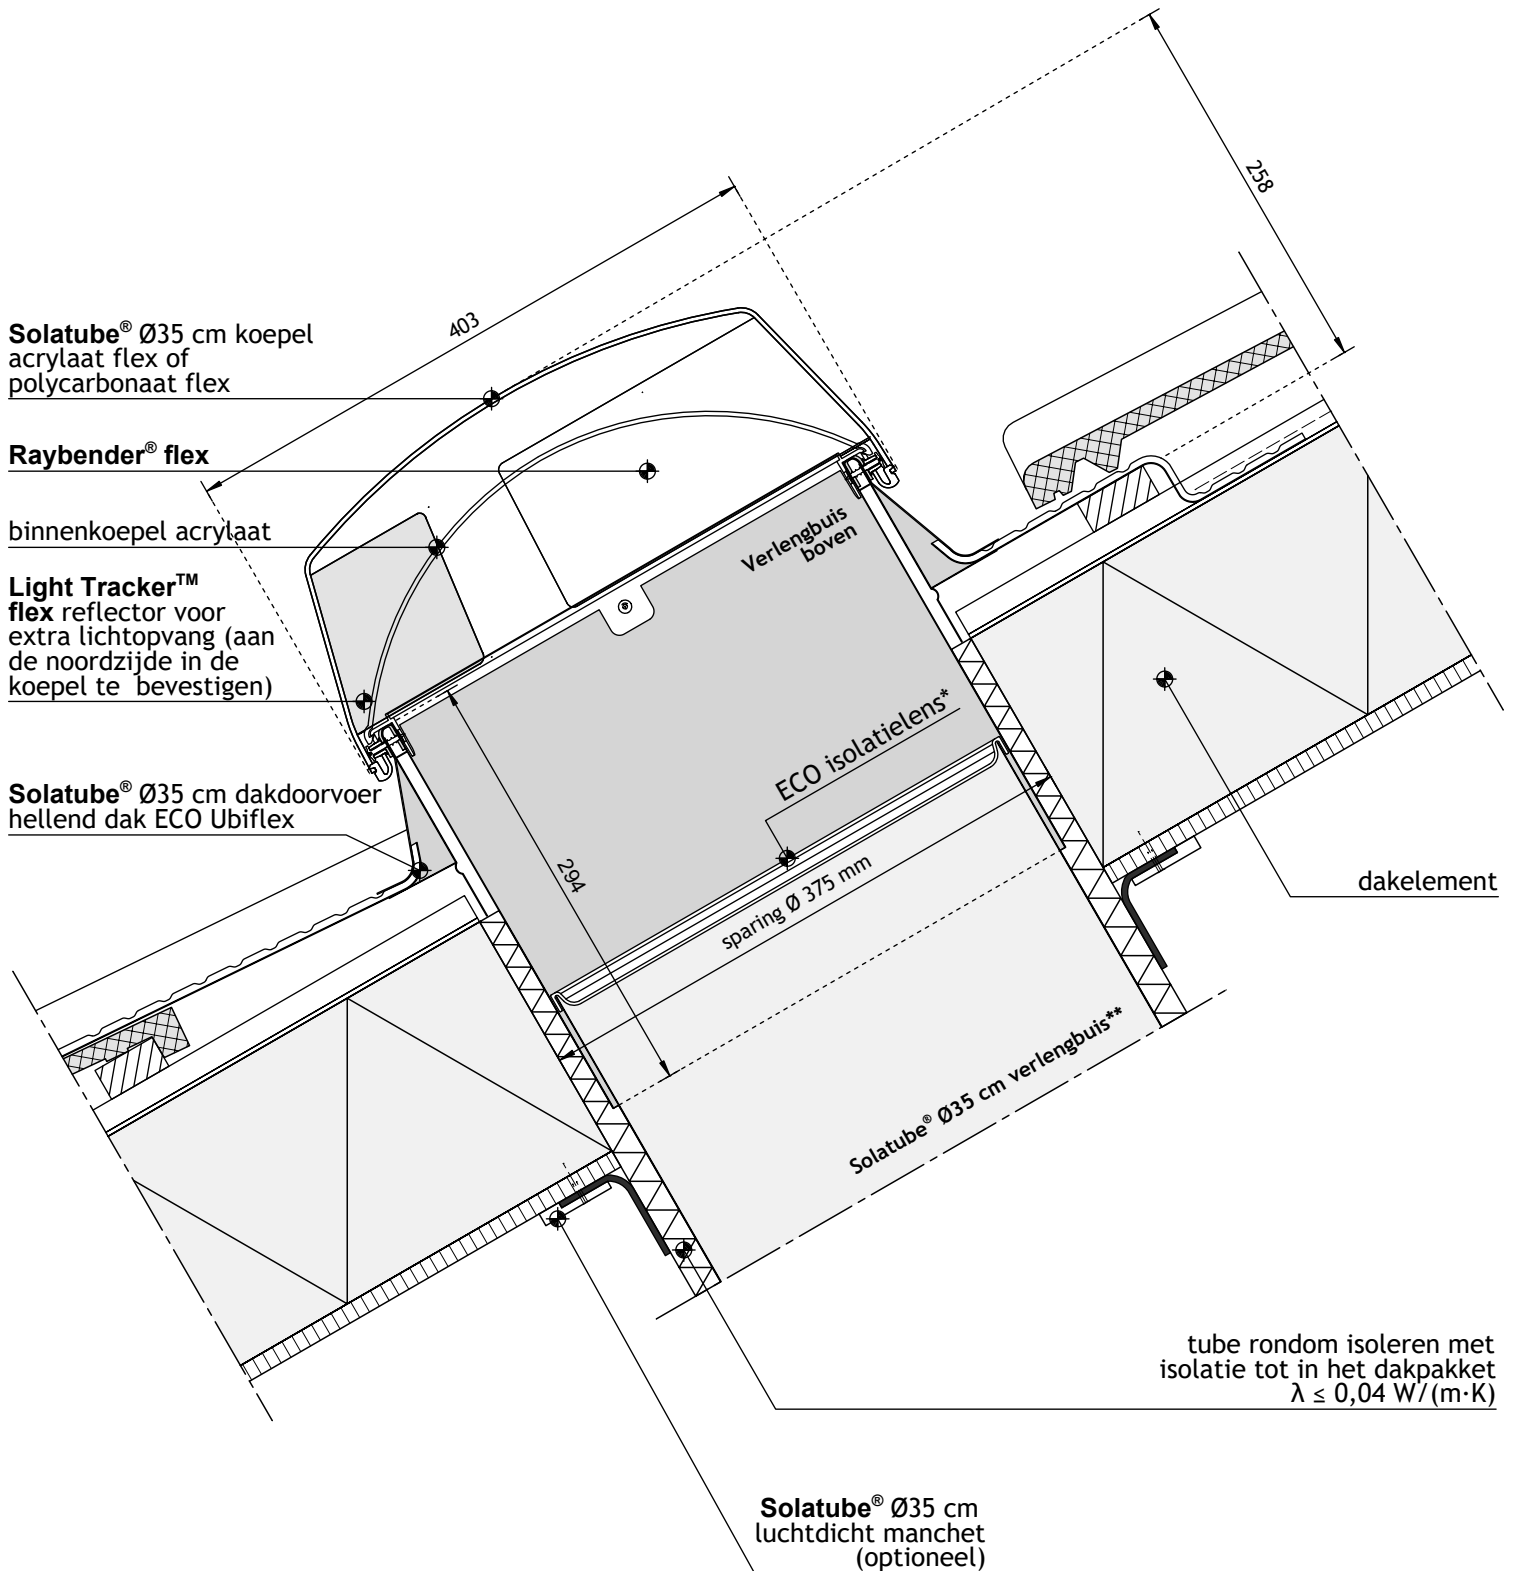 258
403
Solatube® Ø35 cm koepel
acrylaat flex of
polycarbonaat flex
Raybender® flex
binnenkoepel acrylaat
Light Tracker™
flex reflector voor
extra lichtopvang (aan
de noordzijde in de
koepel te bevestigen)
Solatube® Ø35 cm dakdoorvoer
hellend dak ECO Ubiflex
Verlengbuis
boven
ECO isolatielens*
294
sparing Ø 375 mm
dakelement
Solatube® Ø35 cm verlengbuis**
tube rondom isoleren met
isolatie tot in het dakpakket
λ ≤ 0,04 W/(m·K)
Solatube® Ø35 cm
luchtdicht manchet
(optioneel)